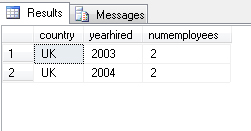 Results Messages
country yearhired numemployees
1 UK 2003 2
2 UK 2004 2